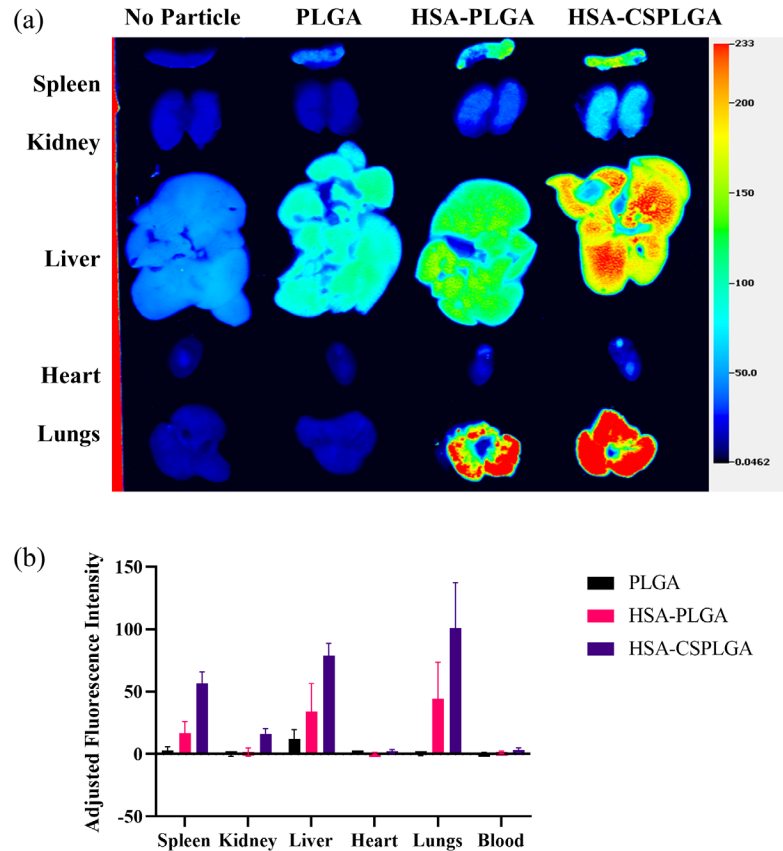 (a)
No Particle PLGA HSA-PLGA HSA-CSPLGA
Spleen
Kidney
Liver
Heart
Lungs
233
200
150
100
50.0
0.0462
(b)
Adjusted Fluorescence Intensity
150
100
50
0
-50
Spleen Kidney Liver Heart Lungs Blood
PLGA
HSA-PLGA
HSA-CSPLGA